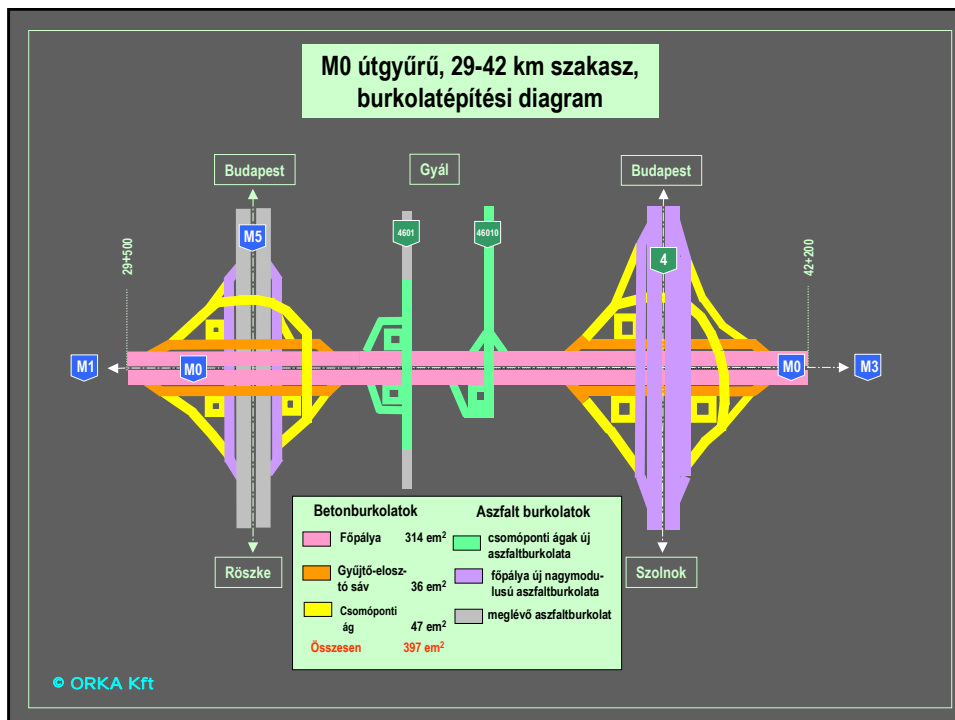 M0 útgyűrű, 29-42 km szakasz,
burkolatépítési diagram
Budapest
Gyál
Budapest
M5
4601
46010
4
29+500
42+200
M1
M0
M0
M3
Röszke
Szolnok
Betonburkolatok
Főpálya 314 em²
Gyűjtő-elosz-
tó sáv 36 em²
Csomóponti
ág 47 em²
Összesen 397 em²
Aszfalt burkolatok
csomóponti ágak új
aszfaltburkolata
főpálya új nagymodu-
lusú aszfaltburkolata
meglévő aszfaltburkolat
© ORKA Kft